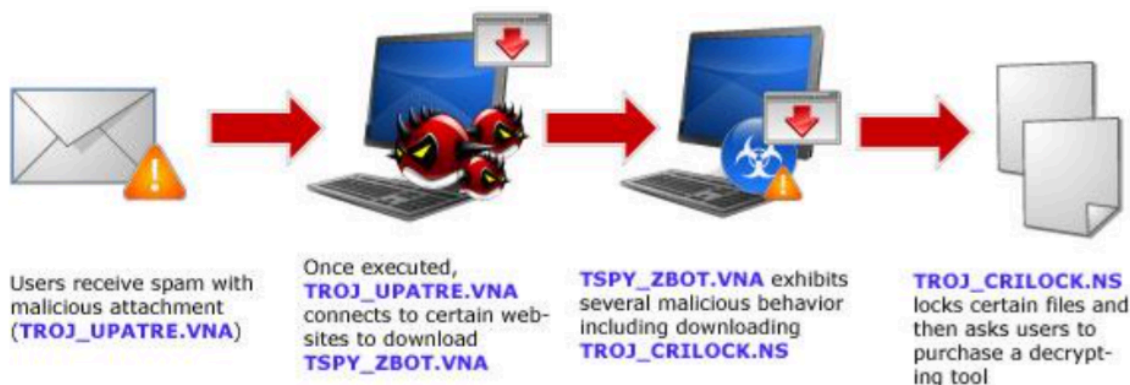 Users receive spam with
malicious attachment
(TROJ_UPATRE.VNA)
Once executed,
TROJ_UPATRE.VNA
connects to certain web-
sites to download
TSPY_ZBOT.VNA
TSPY_ZBOT.VNA exhibits
several malicious behavior
including downloading
TROJ_CRILOCK.NS
TROJ_CRILOCK.NS
locks certain files and
then asks users to
purchase a decrypt-
ing tool